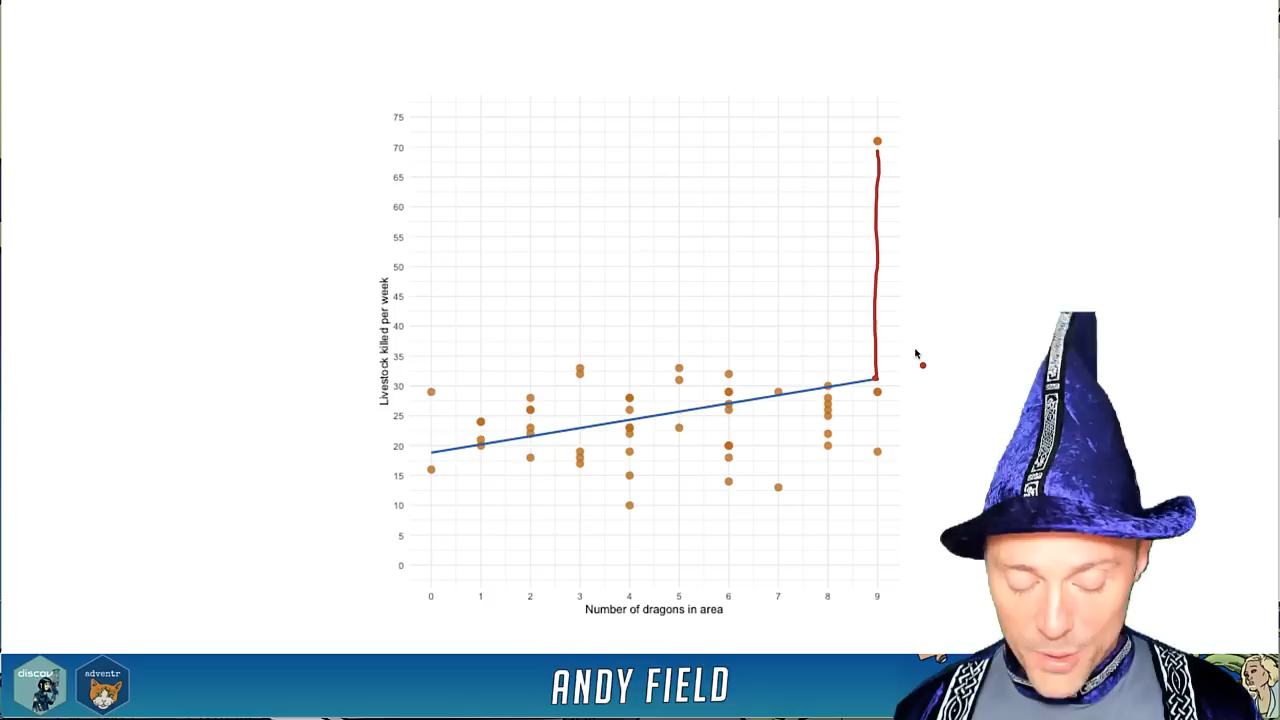 75
70
65
60
55
50
45
40
35
30
25
20
15
10
5
0
Livestock killed per week
0 1 2 3 4 5 6 7 8 9
Number of dragons in area
discovr
adventr
ANDY FIELD